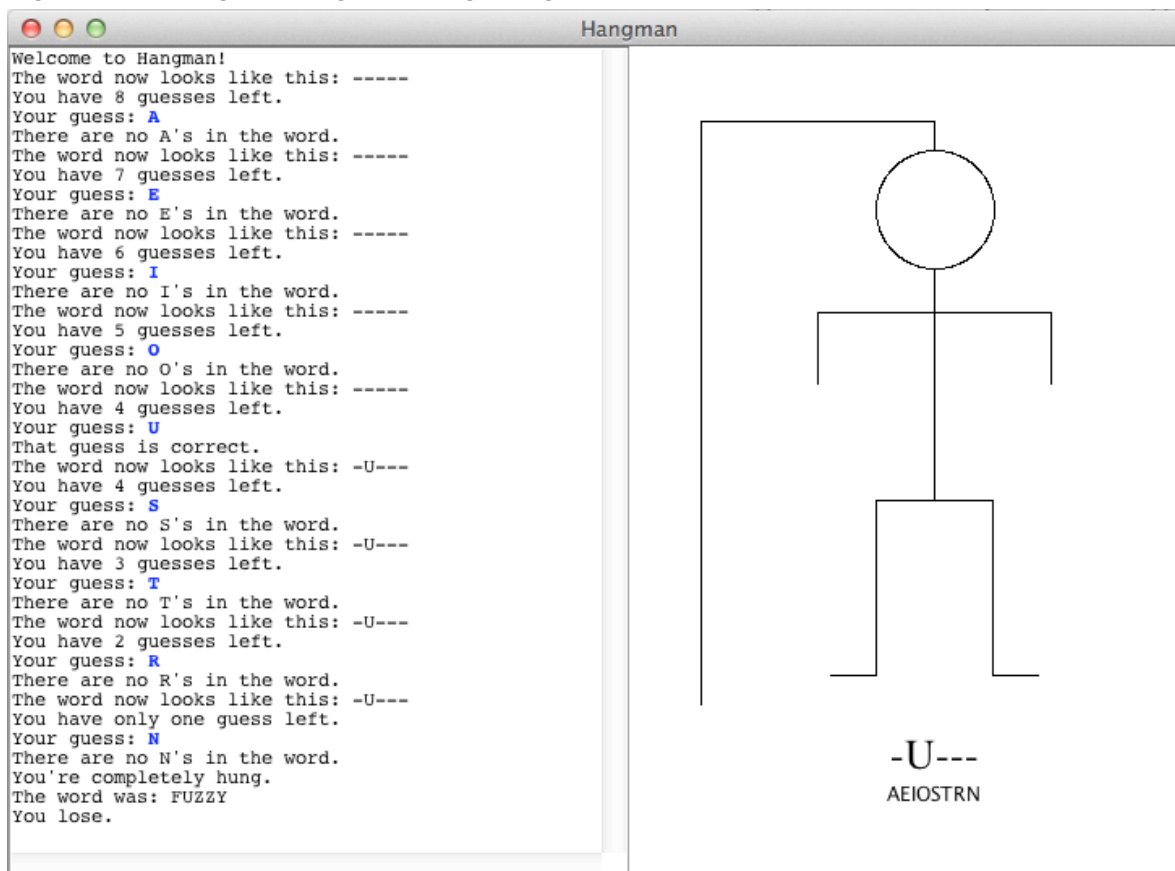 Hangman
Welcome to Hangman!
The word now looks like this: -----
You have 8 guesses left.
Your guess: A
There are no A's in the word.
The word now looks like this: -----
You have 7 guesses left.
Your guess: E
There are no E's in the word.
The word now looks like this: -----
You have 6 guesses left.
Your guess: I
There are no I's in the word.
The word now looks like this: -----
You have 5 guesses left.
Your guess: O
There are no O's in the word.
The word now looks like this: -----
You have 4 guesses left.
Your guess: U
That guess is correct.
The word now looks like this: -U---
You have 4 guesses left.
Your guess: S
There are no S's in the word.
The word now looks like this: -U---
You have 3 guesses left.
Your guess: T
There are no T's in the word.
The word now looks like this: -U---
You have 2 guesses left.
Your guess: R
There are no R's in the word.
The word now looks like this: -U---
You have only one guess left.
Your guess: N
There are no N's in the word.
You're completely hung.
The word was: FUZZY
You lose.
-U---
AEIOSTRN